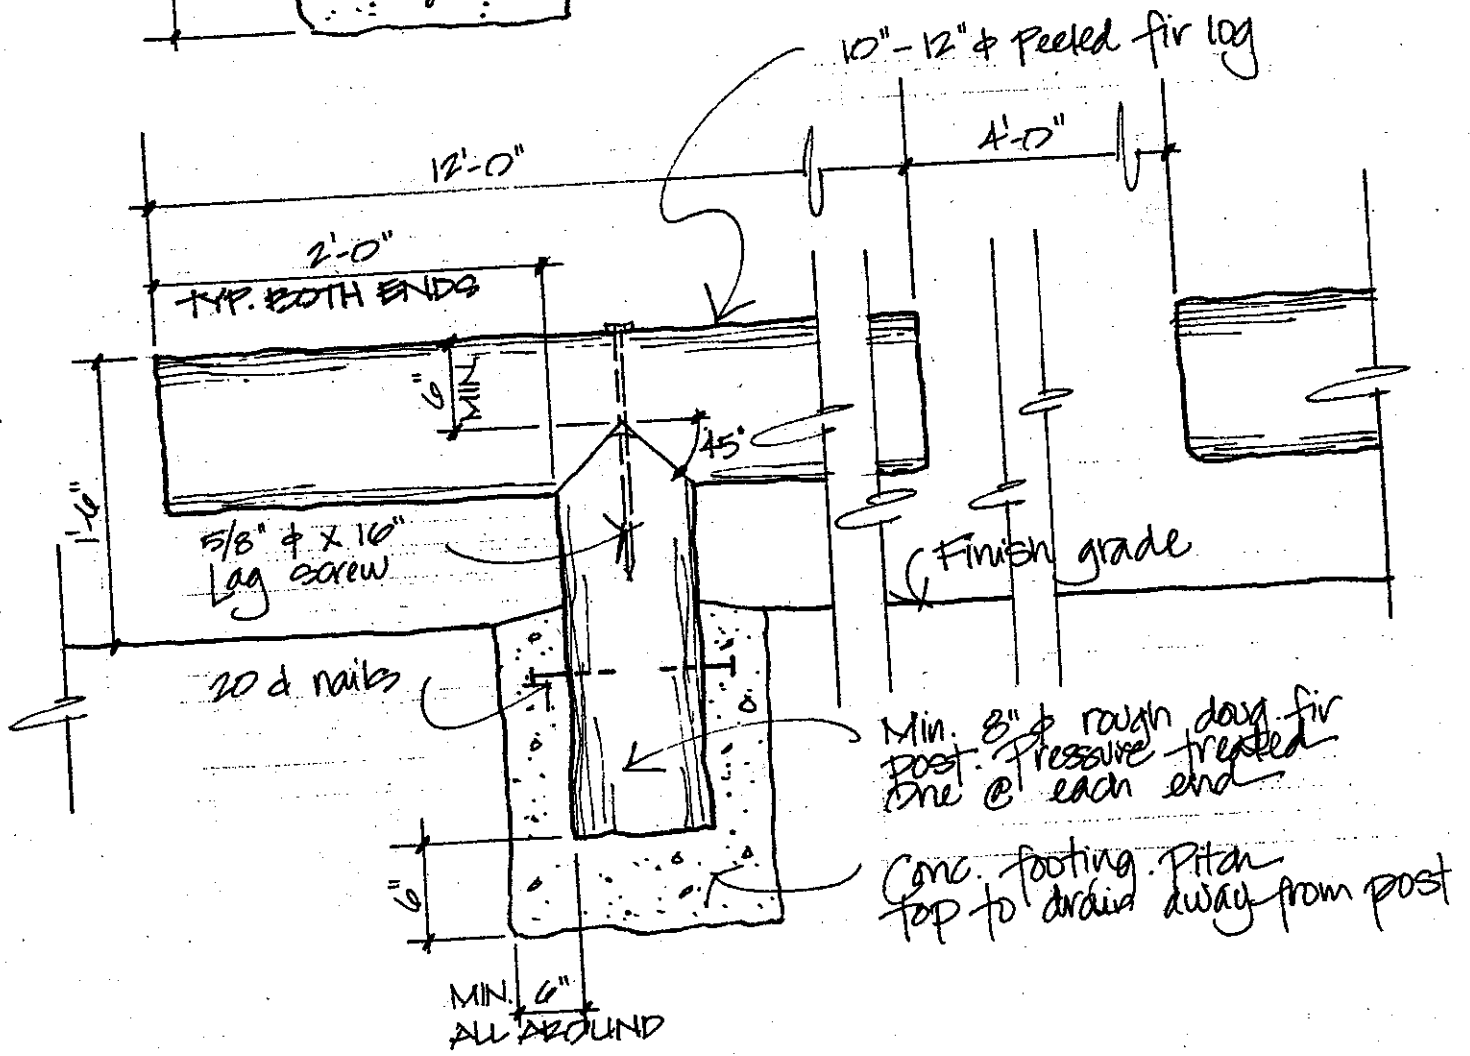 10"-12" ϕ peeled fir log
12'-0"
4'-0"
2'-0"
TYP. BOTH ENDS
6"
MIN.
45°
1'-6"
5/8" ϕ x 16"
Lag screw
Finish grade
20 d nails
Min. 8" ϕ rough doug. fir
post. Pressure treated
One @ each end
Conc. footing. Pitch
top to drain away from post
6"
MIN. 6"
ALL AROUND